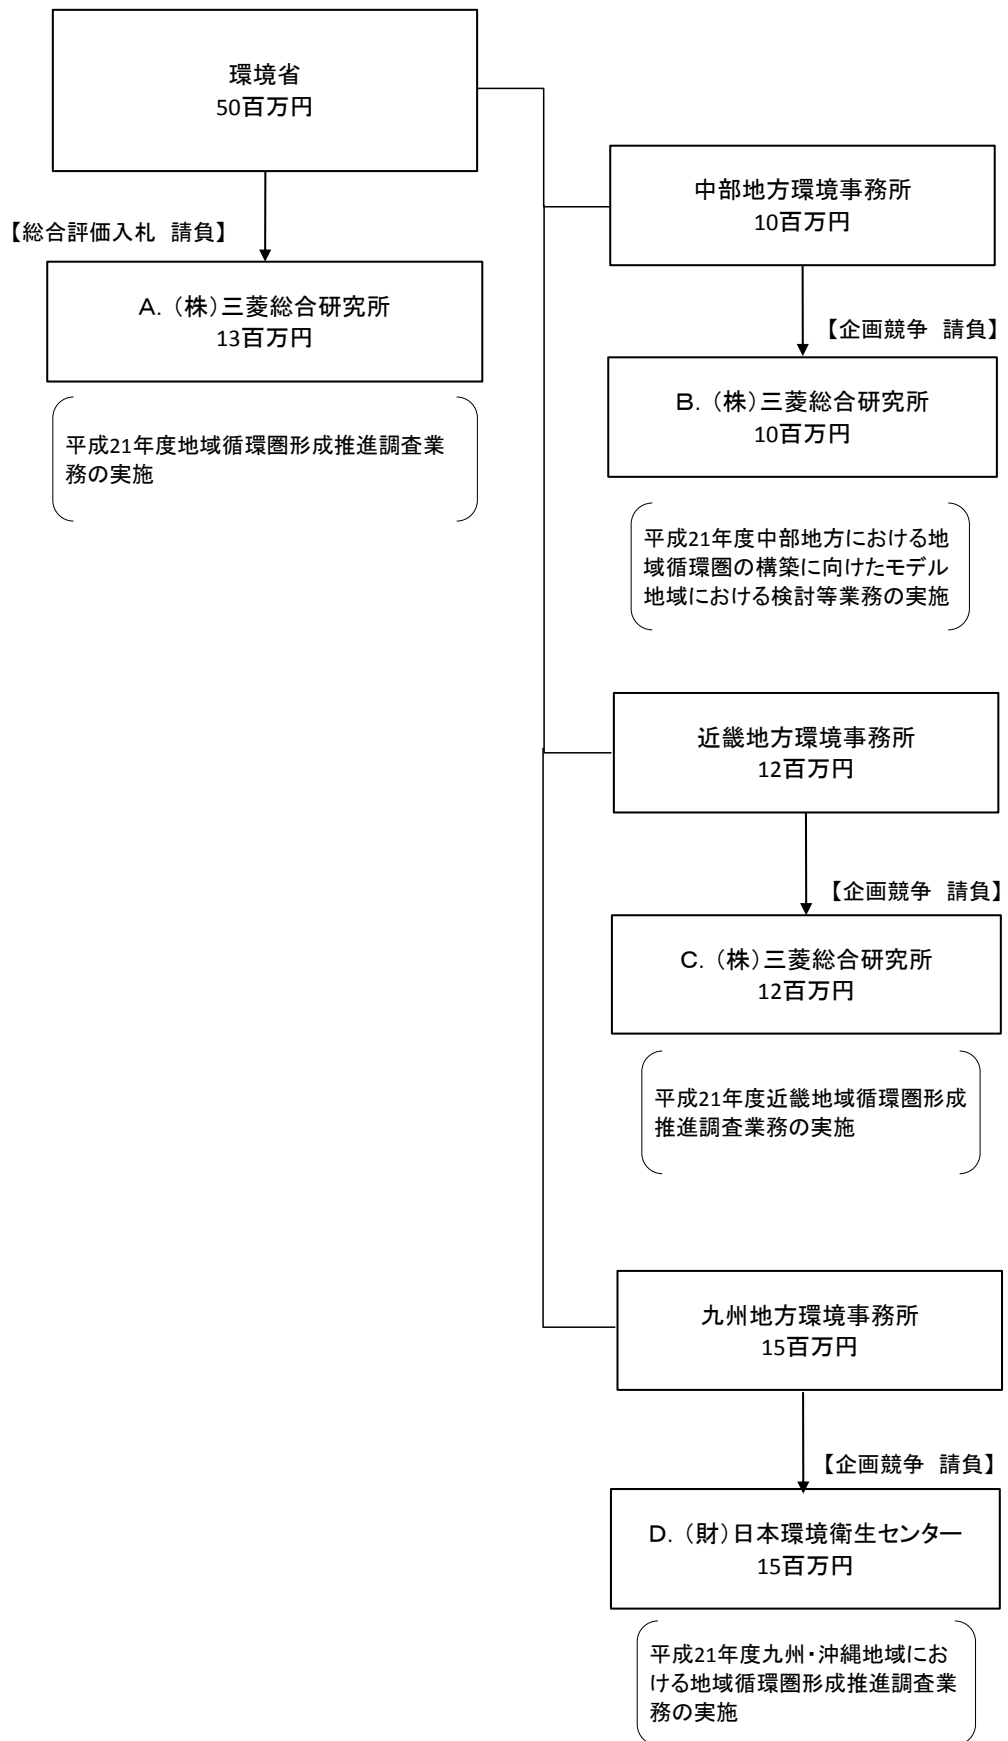 環境省
50百万円
【総合評価入札 請負】
A.（株）三菱総合研究所
13百万円
平成21年度地域循環圏形成推進調査業
務の実施
中部地方環境事務所
10百万円
【企画競争 請負】
B.（株）三菱総合研究所
10百万円
平成21年度中部地方における地
域循環圏の構築に向けたモデル
地域における検討等業務の実施
近畿地方環境事務所
12百万円
【企画競争 請負】
C.（株）三菱総合研究所
12百万円
平成21年度近畿地域循環圏形成
推進調査業務の実施
九州地方環境事務所
15百万円
【企画競争 請負】
D.（財）日本環境衛生センター
15百万円
平成21年度九州・沖縄地域にお
ける地域循環圏形成推進調査業
務の実施